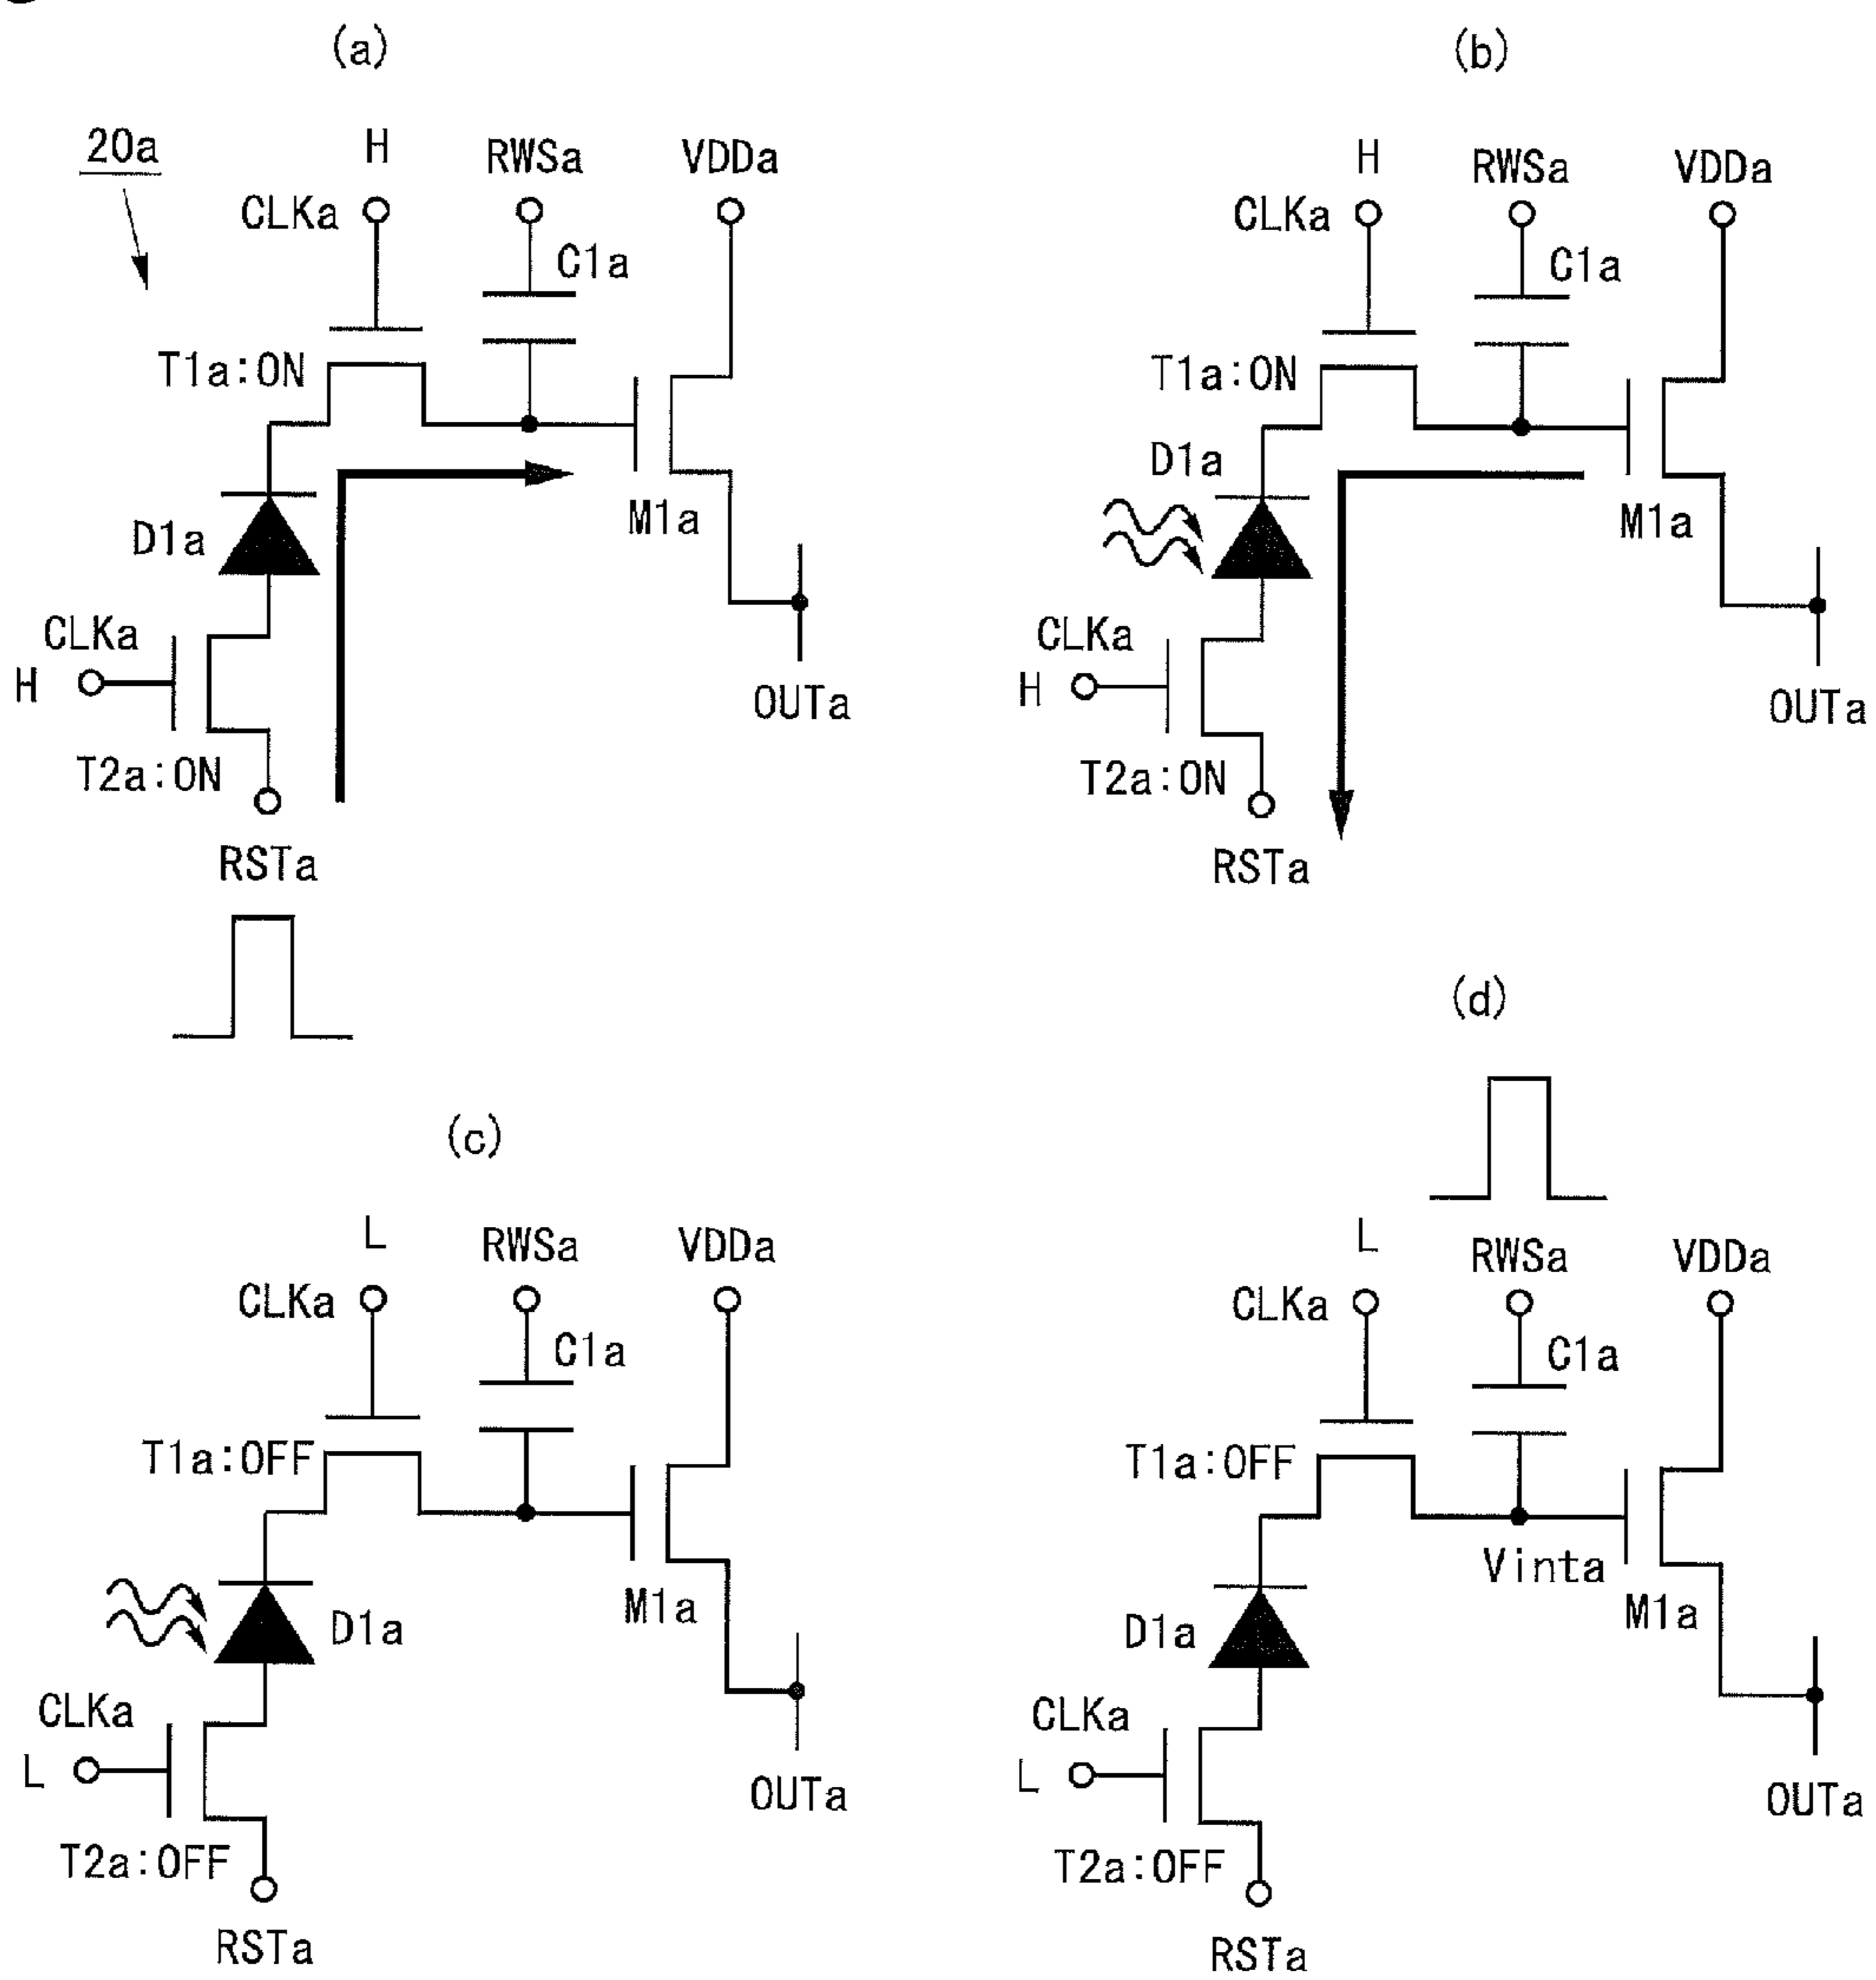 (a)
20a
H
RWSa
VDDa
CLKa
C1a
T1a:ON
D1a
M1a
CLKa
H
OUTa
T2a:ON
RSTa
(b)
H
RWSa
VDDa
CLKa
C1a
T1a:ON
D1a
M1a
CLKa
H
OUTa
T2a:ON
RSTa
(c)
L
RWSa
VDDa
CLKa
C1a
T1a:OFF
D1a
M1a
CLKa
L
OUTa
T2a:OFF
RSTa
(d)
L
RWSa
VDDa
CLKa
C1a
T1a:OFF
Vinta
D1a
M1a
CLKa
L
OUTa
T2a:OFF
RSTa